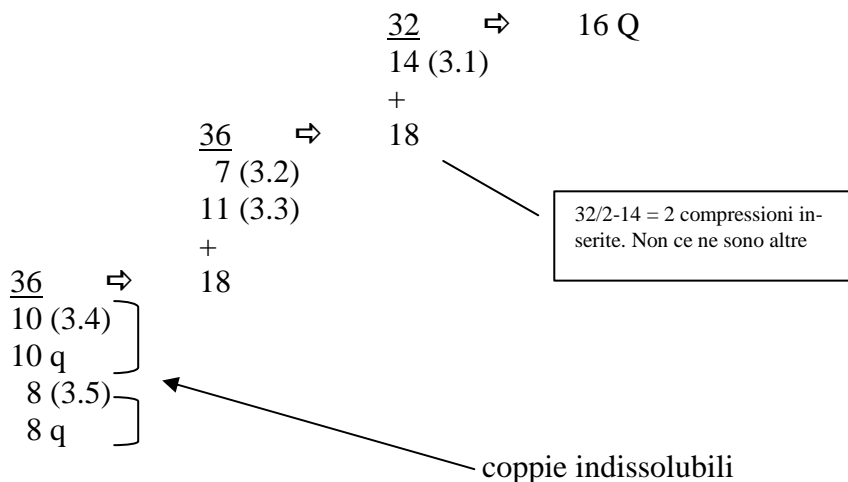 32 ⇨ 16 Q
14 (3.1)
+
36 ⇨ 18
7 (3.2)
11 (3.3)
32/2-14 = 2 compressioni in-
serite. Non ce ne sono altre
+
36 ⇨ 18
10 (3.4)
10 q
8 (3.5)
8 q
coppie indissolubili